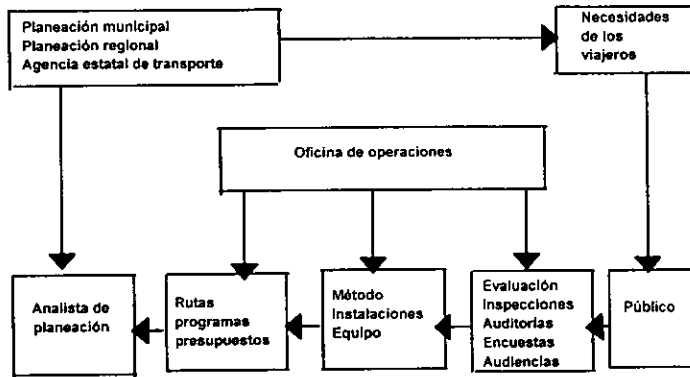 Planeación municipal
Planeación regional
Agencia estatal de transporte
Necesidades
de los
viajeros
Oficina de operaciones
Analista de
planeación
Rutas
programas
presupuestos
Método
Instalaciones
Equipo
Evaluación
Inspecciones
Auditorías
Encuestas
Audiencias
Público